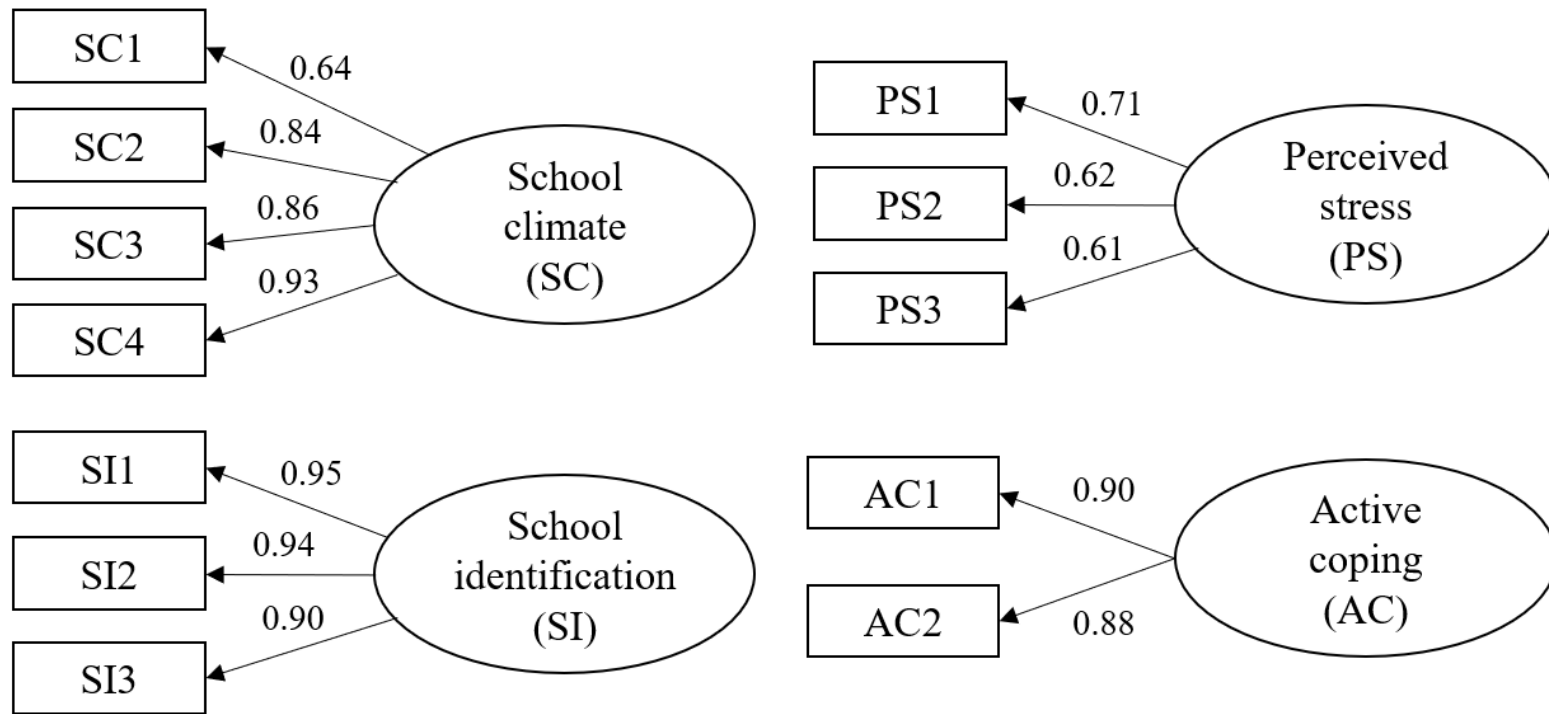 SC1
0.64
SC2
0.84
SC3
0.86
SC4
0.93
School
climate
(SC)
PS1
0.71
PS2
0.62
PS3
0.61
Perceived
stress
(PS)
SI1
0.95
SI2
0.94
SI3
0.90
School
identification
(SI)
AC1
0.90
AC2
0.88
Active
coping
(AC)